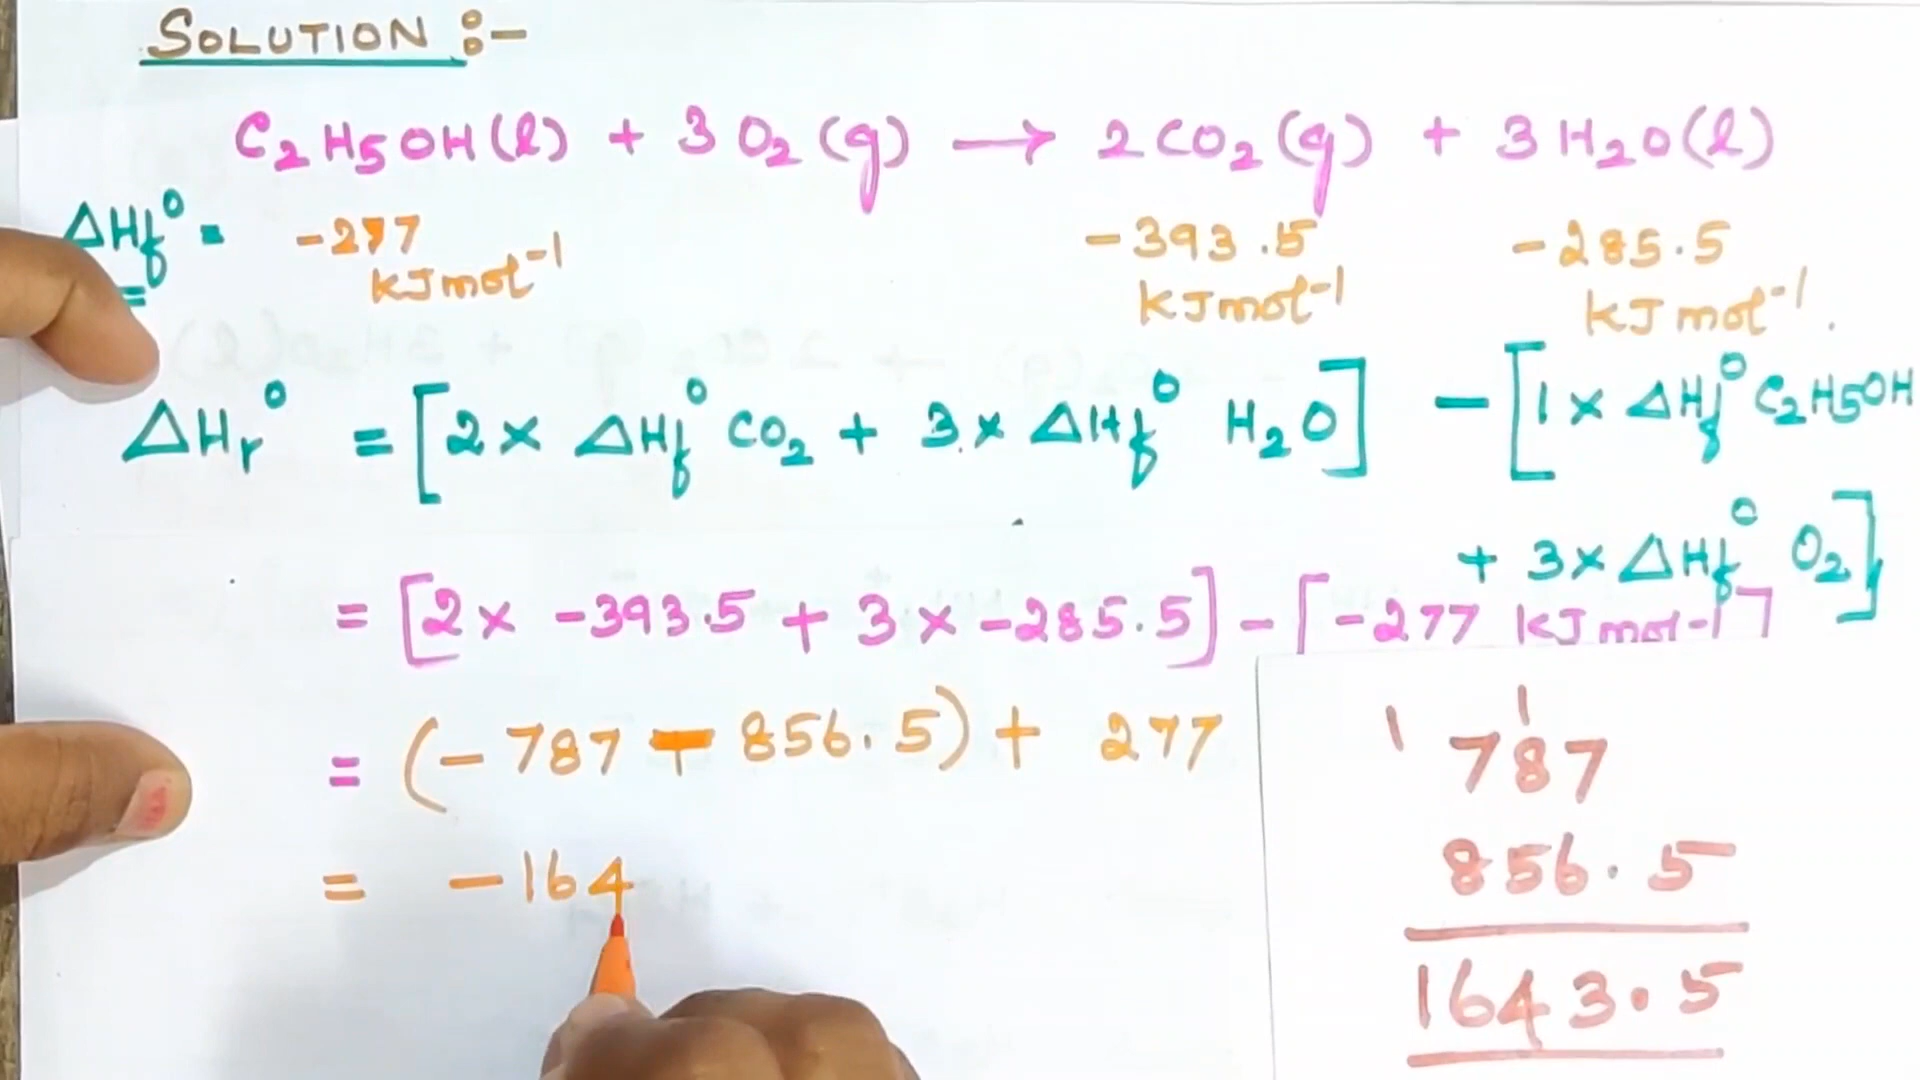 SOLUTION :-
C₂H₅OH(l) + 3O₂(g) → 2CO₂(g) + 3H₂O(l)
ΔHf° = -277 kJmol⁻¹ -393.5 kJmol⁻¹ -285.5 kJmol⁻¹.
ΔHr° = [2 × ΔHf° CO₂ + 3 × ΔHf° H₂O] - [1 × ΔHf° C₂H₅OH
+ 3 × ΔHf° O₂]
= [2 × -393.5 + 3 × -285.5] - [-277 kJmol-1]
= (-787 - 856.5) + 277
= -164
1 1
787
856.5
1643.5